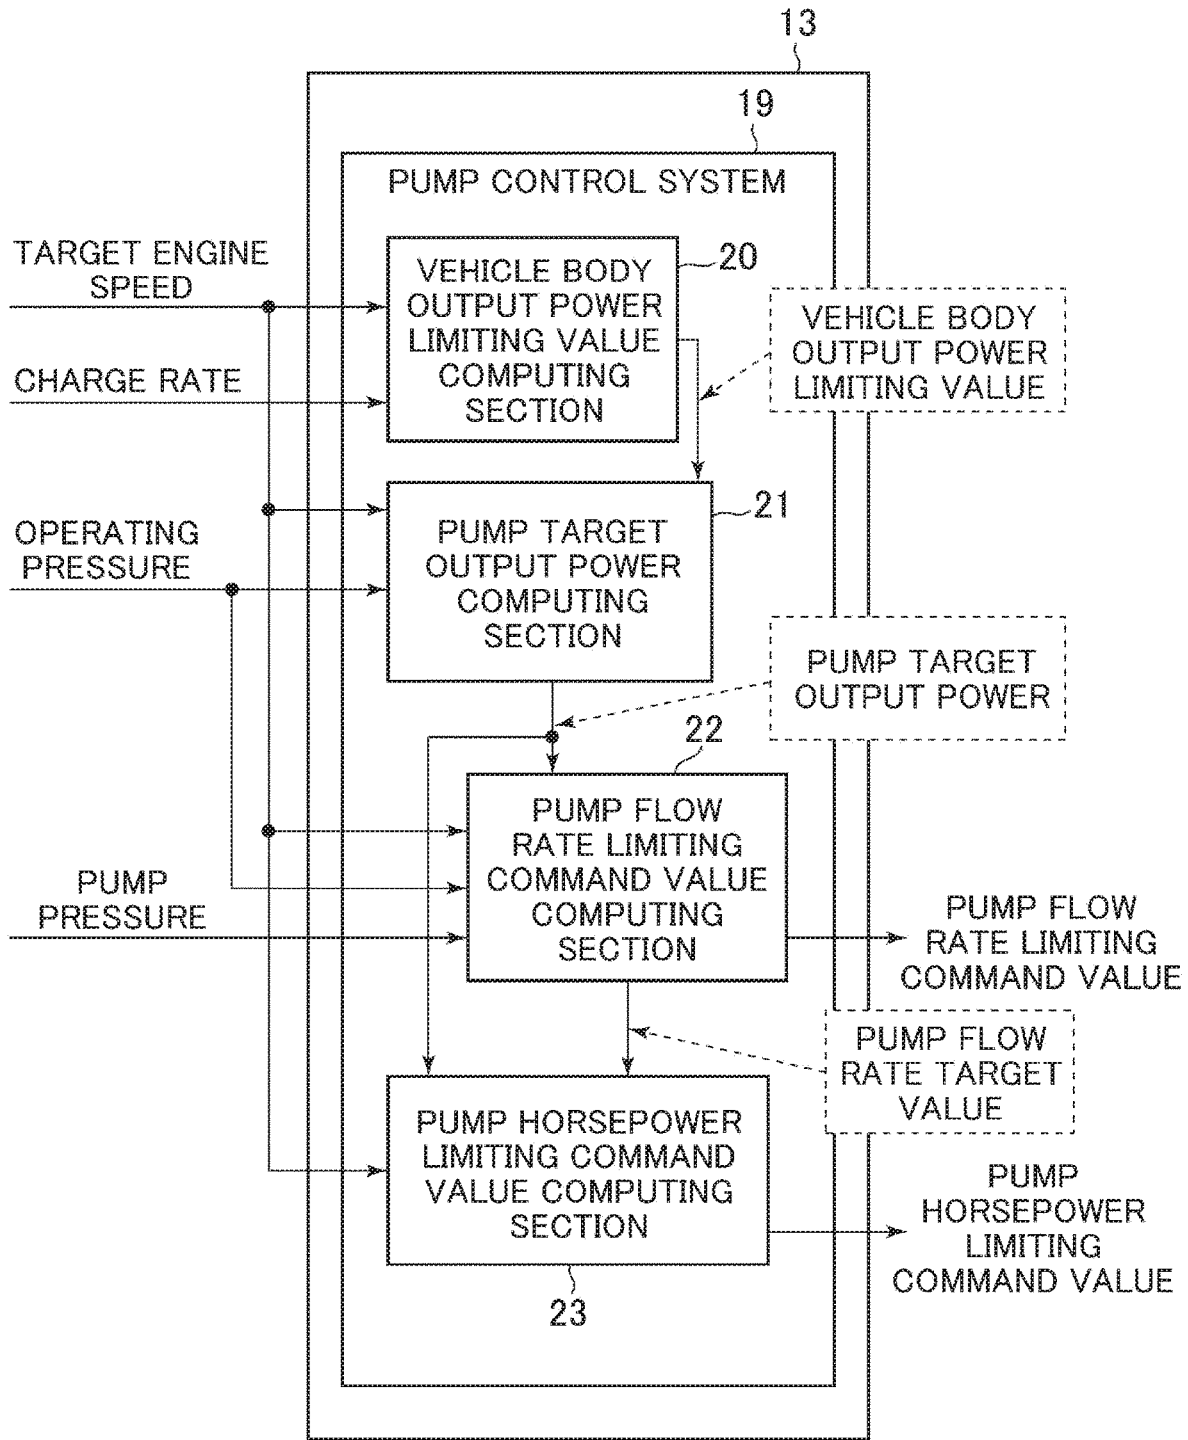 13
19
PUMP CONTROL SYSTEM
TARGET ENGINE
SPEED
20
VEHICLE BODY
OUTPUT POWER
LIMITING VALUE
COMPUTING
SECTION
VEHICLE BODY
OUTPUT POWER
LIMITING VALUE
CHARGE RATE
21
OPERATING
PRESSURE
PUMP TARGET
OUTPUT POWER
COMPUTING
SECTION
PUMP TARGET
OUTPUT POWER
22
PUMP FLOW
RATE LIMITING
COMMAND VALUE
COMPUTING
SECTION
PUMP
PRESSURE
PUMP FLOW
RATE LIMITING
COMMAND VALUE
PUMP FLOW
RATE TARGET
VALUE
PUMP HORSEPOWER
LIMITING COMMAND
VALUE COMPUTING
SECTION
PUMP
HORSEPOWER
LIMITING
COMMAND VALUE
23